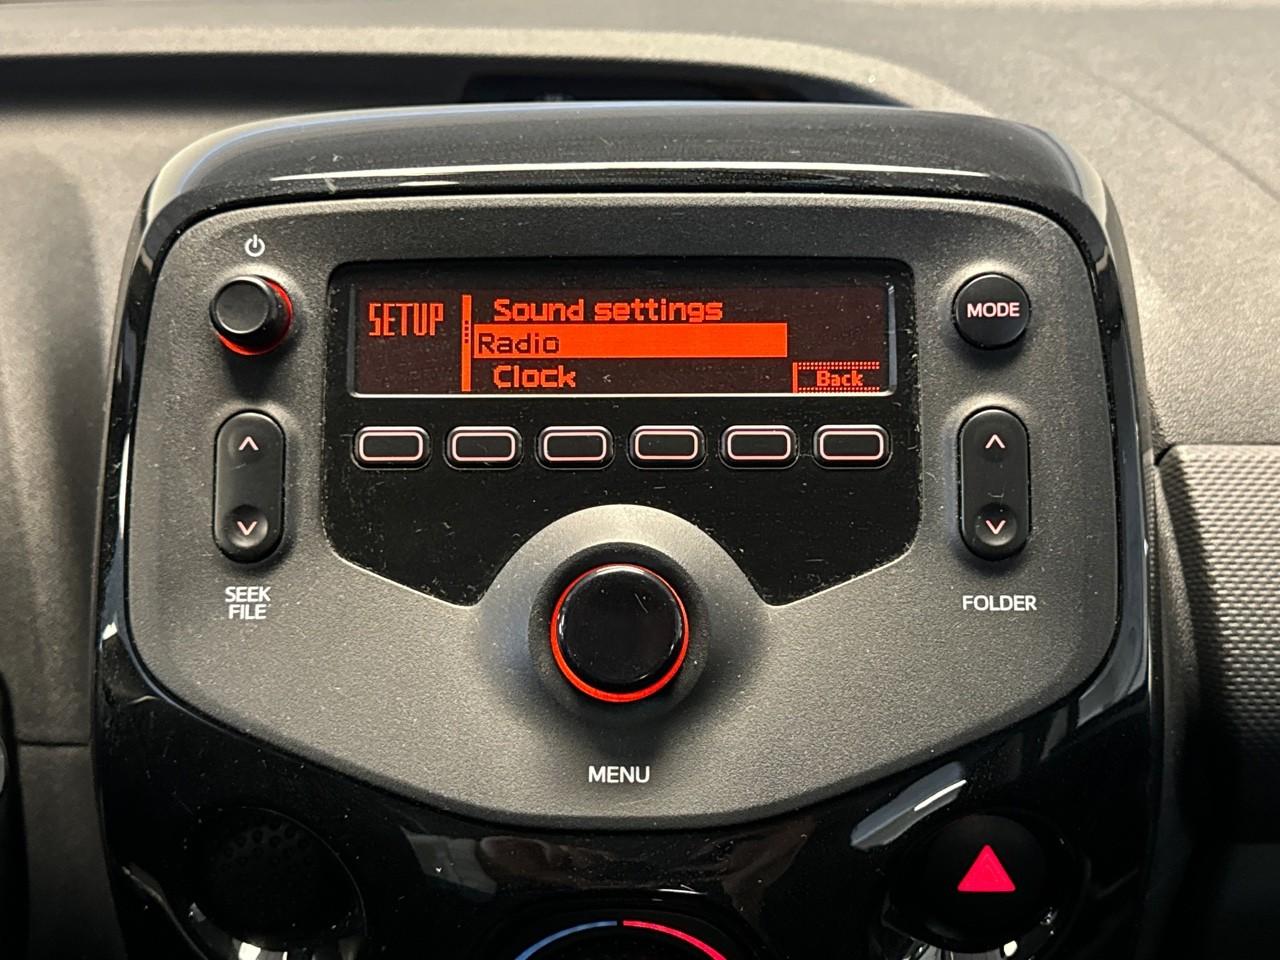 SETUP
Sound settings
Radio
Clock
Back
MODE
SEEK
FILE
FOLDER
MENU